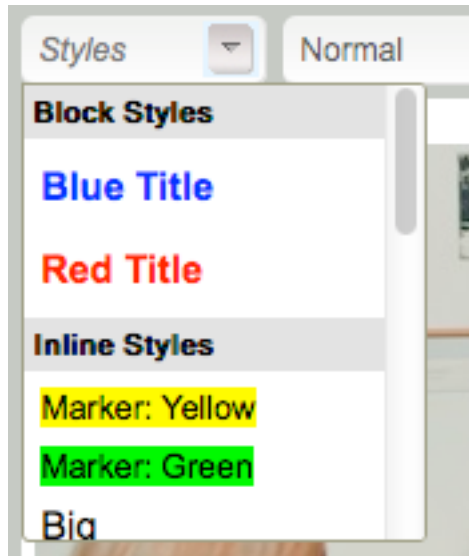 Styles Normal
Block Styles
Blue Title
Red Title
Inline Styles
Marker: Yellow
Marker: Green
Big